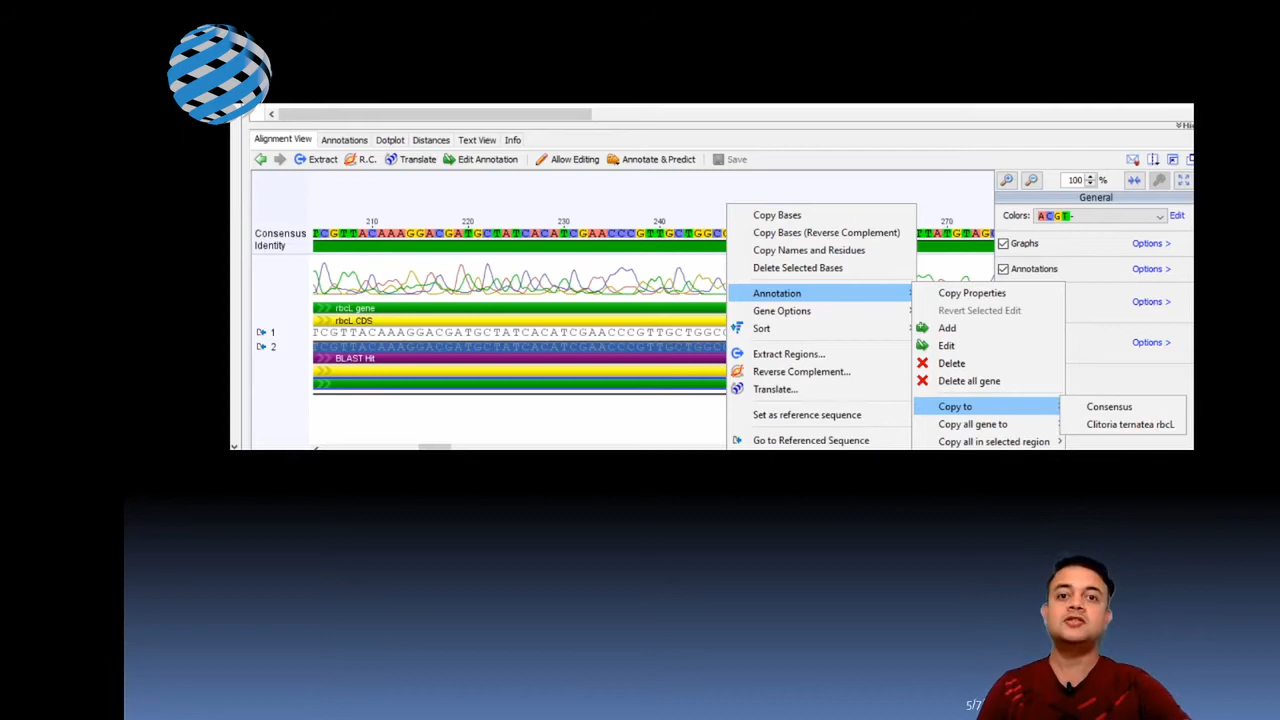 Alignment View Annotations Dotplot Distances Text View Info
Extract R.C. Translate Edit Annotation Allow Editing Annotate & Predict Save
100 %
General
Colors: ACGT- Edit
Graphs Options >
Annotations Options >
Options >
Options >
210 220 230 240 270
Consensus
Identity
TCGTTACAAAGGACGATGCTATCACATCGAACCCGTTGCTGGC
rbcL gene
rbcL CDS
1 TCGTTACAAAGGACGATGCTATCACATCGAACCCGTTGCTGGC
2 TCGTTACAAAGGACGATGCTATCACATCGAACCCGTTGCTGGC
BLAST Hit
Copy Bases
Copy Bases (Reverse Complement)
Copy Names and Residues
Delete Selected Bases
Annotation
Gene Options
Sort
Extract Regions...
Reverse Complement...
Translate...
Set as reference sequence
Go to Referenced Sequence
Copy Properties
Revert Selected Edit
Add
Edit
Delete
Delete all gene
Copy to
Copy all gene to
Copy all in selected region
Consensus
Clitoria ternatea rbcL